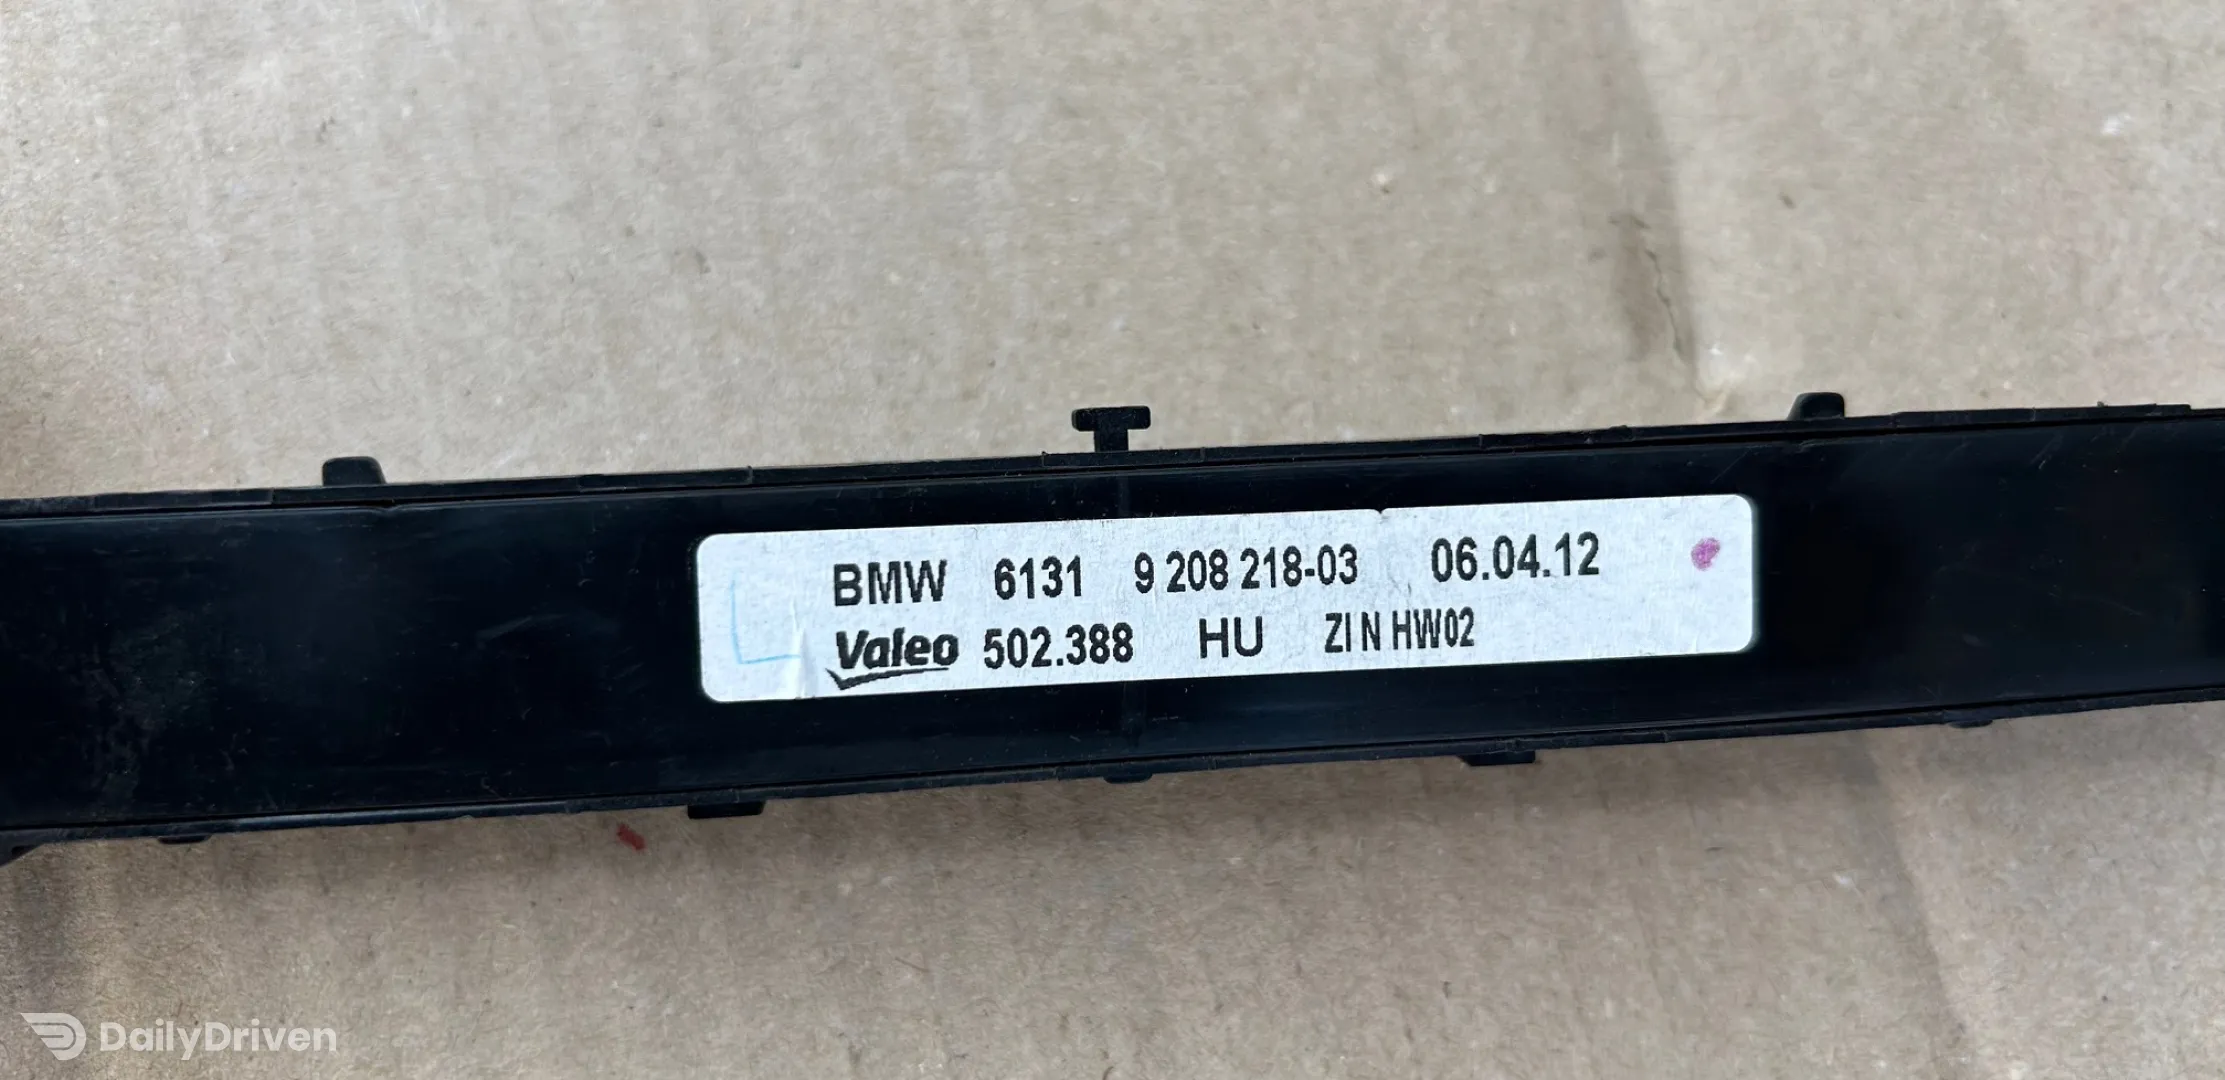 BMW 6131 9 208 218-03 06.04.12
Valeo 502.388 HU ZI N HW02
DailyDriven